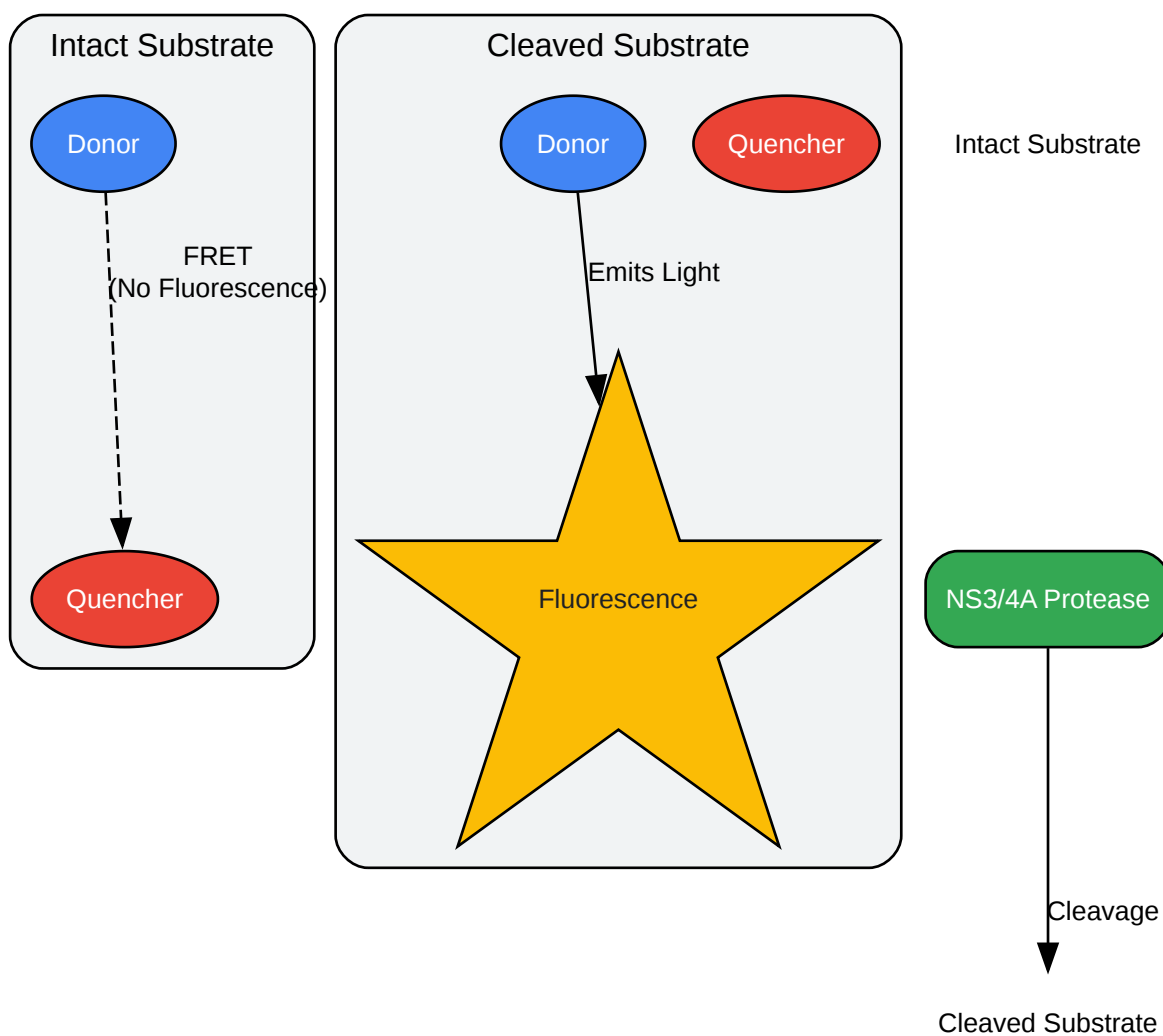 Intact Substrate
Donor
FRET
(No Fluorescence)
Quencher
Cleaved Substrate
Donor
Quencher
Emits Light
Fluorescence
Intact Substrate
NS3/4A Protease
Cleavage
Cleaved Substrate